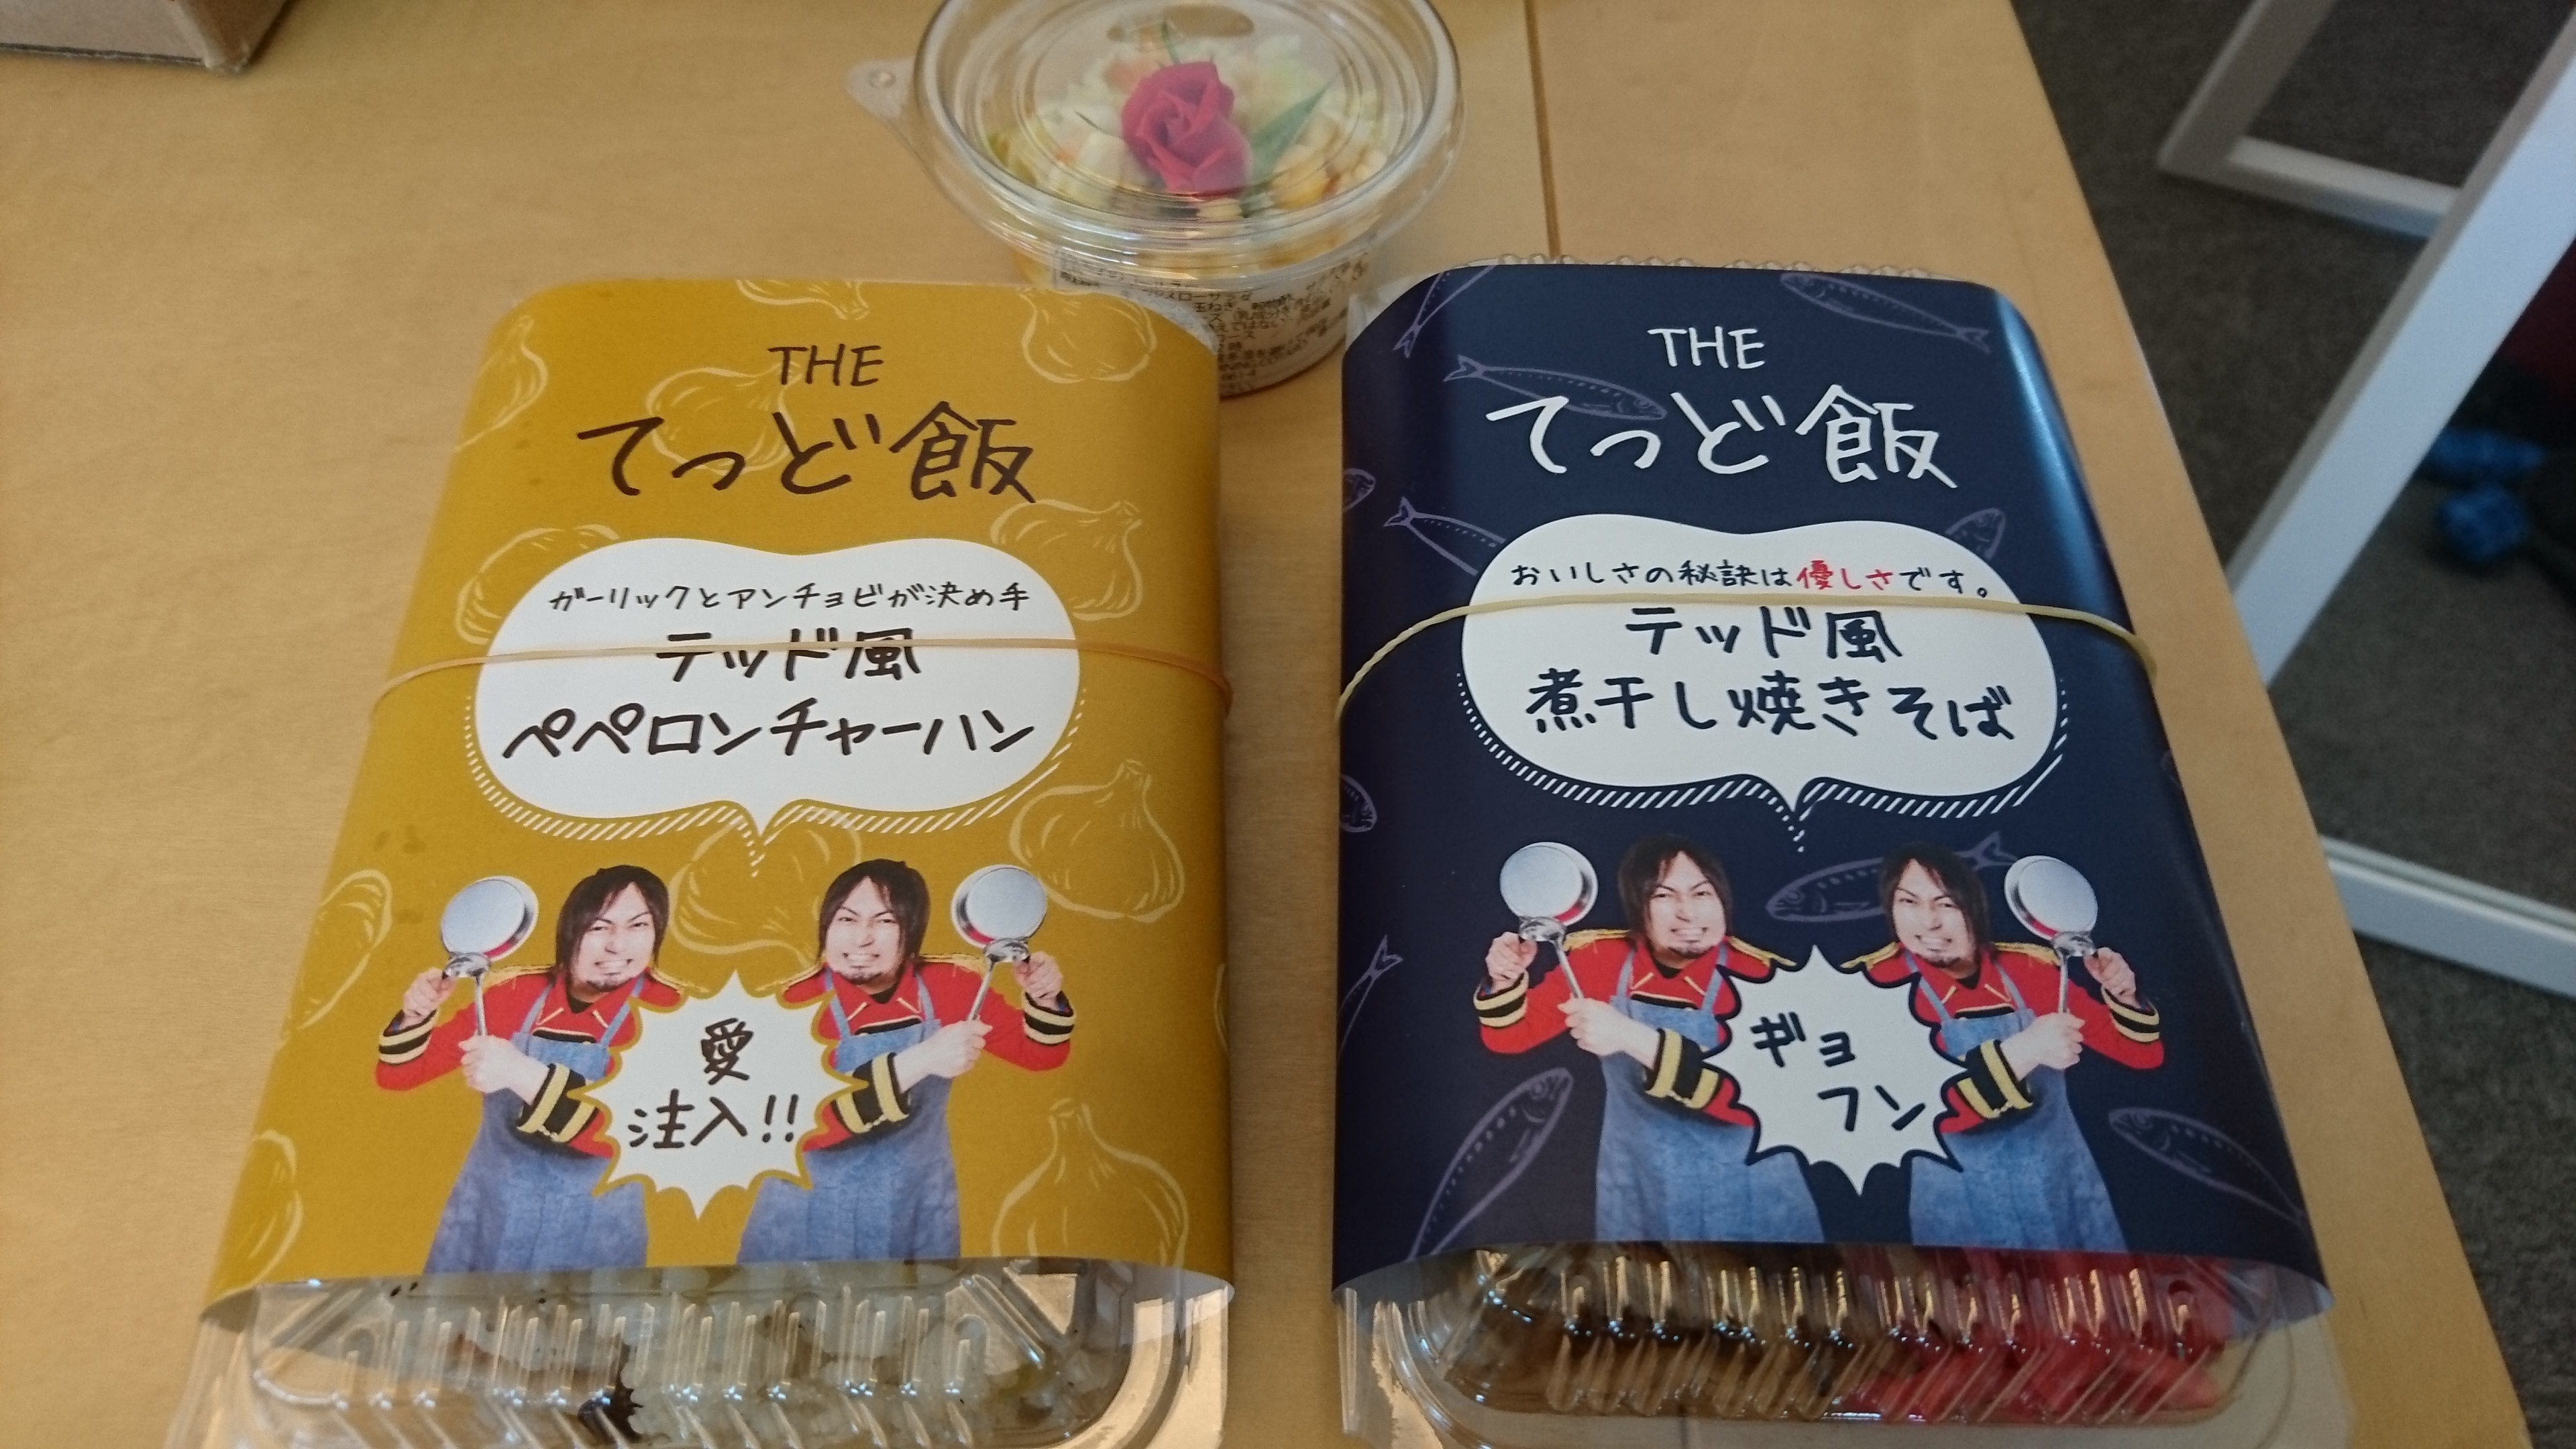 THE
てっど飯
ガーリックとアンチョビが決め手
テッド風
ペペロンチャーハン
愛
注入!!
THE
てっど飯
おいしさの秘訣は優しさです。
テッド風
煮干し焼きそば
ギョ
フン